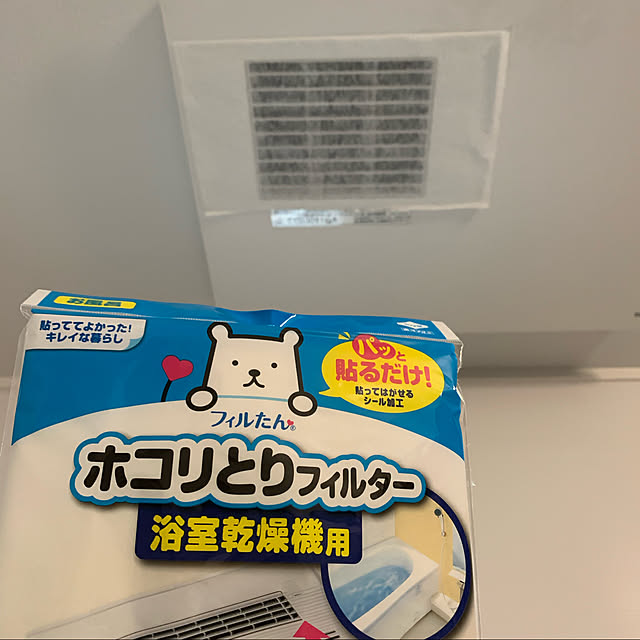 お風呂
貼っててよかった!
キレイな暮らし
パッと
貼るだけ!
貼ってはがせる
シール加工
フィルたん®
ホコリとりフィルター
浴室乾燥機用